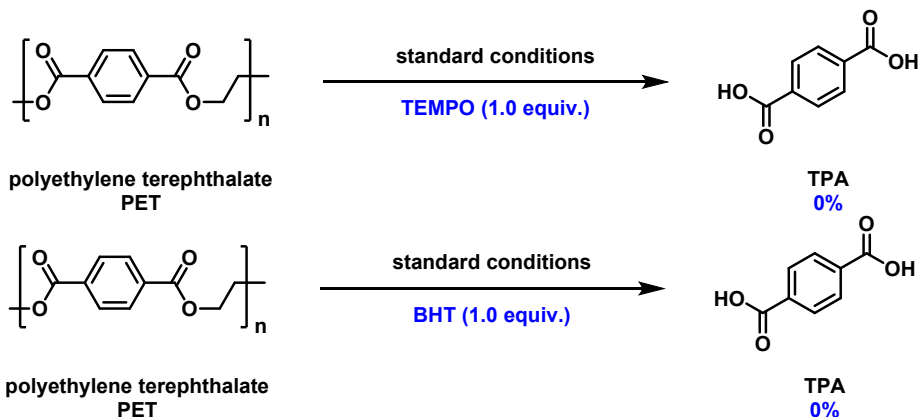 O
O
standard conditions
O
OH
O
O
n
TEMPO (1.0 equiv.)
HO
O
polyethylene terephthalate
PET
TPA
0%
O
O
standard conditions
O
OH
O
O
n
BHT (1.0 equiv.)
HO
O
polyethylene terephthalate
PET
TPA
0%